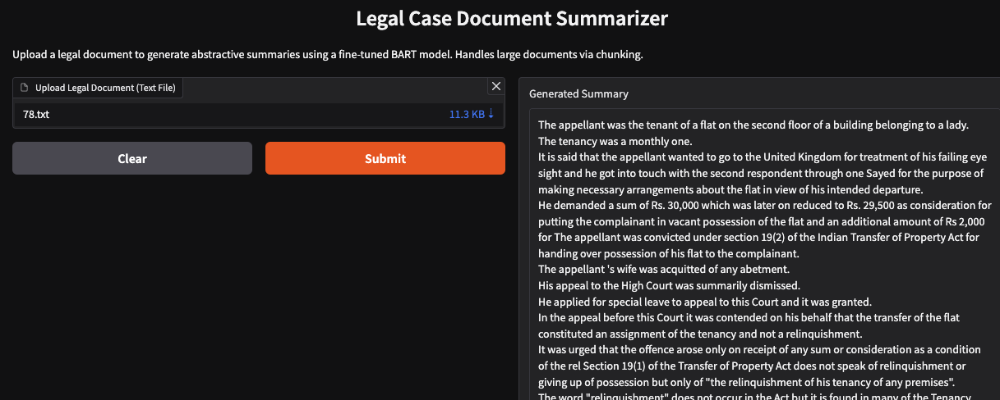 Legal Case Document Summarizer
Upload a legal document to generate abstractive summaries using a fine-tuned BART model. Handles large documents via chunking.
Upload Legal Document (Text File)
78.txt
11.3 KB ↓
Clear
Submit
Generated Summary
The appellant was the tenant of a flat on the second floor of a building belonging to a lady.
The tenancy was a monthly one.
It is said that the appellant wanted to go to the United Kingdom for treatment of his failing eye
sight and he got into touch with the second respondent through one Sayed for the purpose of
making necessary arrangements about the flat in view of his intended departure.
He demanded a sum of Rs. 30,000 which was later on reduced to Rs. 29,500 as consideration for
putting the complainant in vacant possession of the flat and an additional amount of Rs 2,000
for The appellant was convicted under section 19(2) of the Indian Transfer of Property Act for
handing over possession of his flat to the complainant.
The appellant 's wife was acquitted of any abetment.
His appeal to the High Court was summarily dismissed.
He applied for special leave to appeal to this Court and it was granted.
In the appeal before this Court it was contended on his behalf that the transfer of the flat
constituted an assignment of the tenancy and not a relinquishment.
It was urged that the offence arose only on receipt of any sum or consideration as a condition
of the rel Section 19(1) of the Transfer of Property Act does not speak of relinquishment or
giving up of possession but only of "the relinquishment of his tenancy of any premises".
The word "relinquishment" does not occur in the Act but it is found in many of the Tenancy